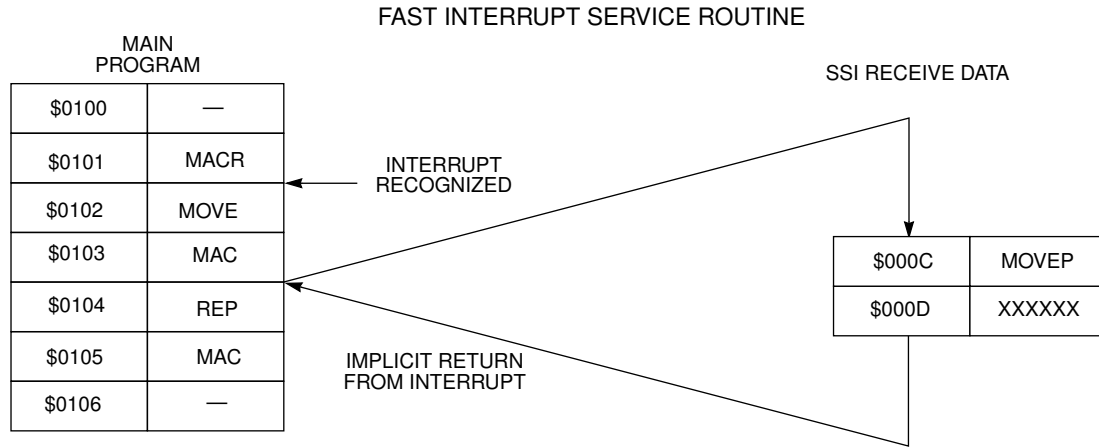 FAST INTERRUPT SERVICE ROUTINE
MAIN
PROGRAM
$0100 —
$0101 MACR
$0102 MOVE
$0103 MAC
$0104 REP
$0105 MAC
$0106 —
INTERRUPT
RECOGNIZED
IMPLICIT RETURN
FROM INTERRUPT
SSI RECEIVE DATA
$000C MOVEP
$000D XXXXXX